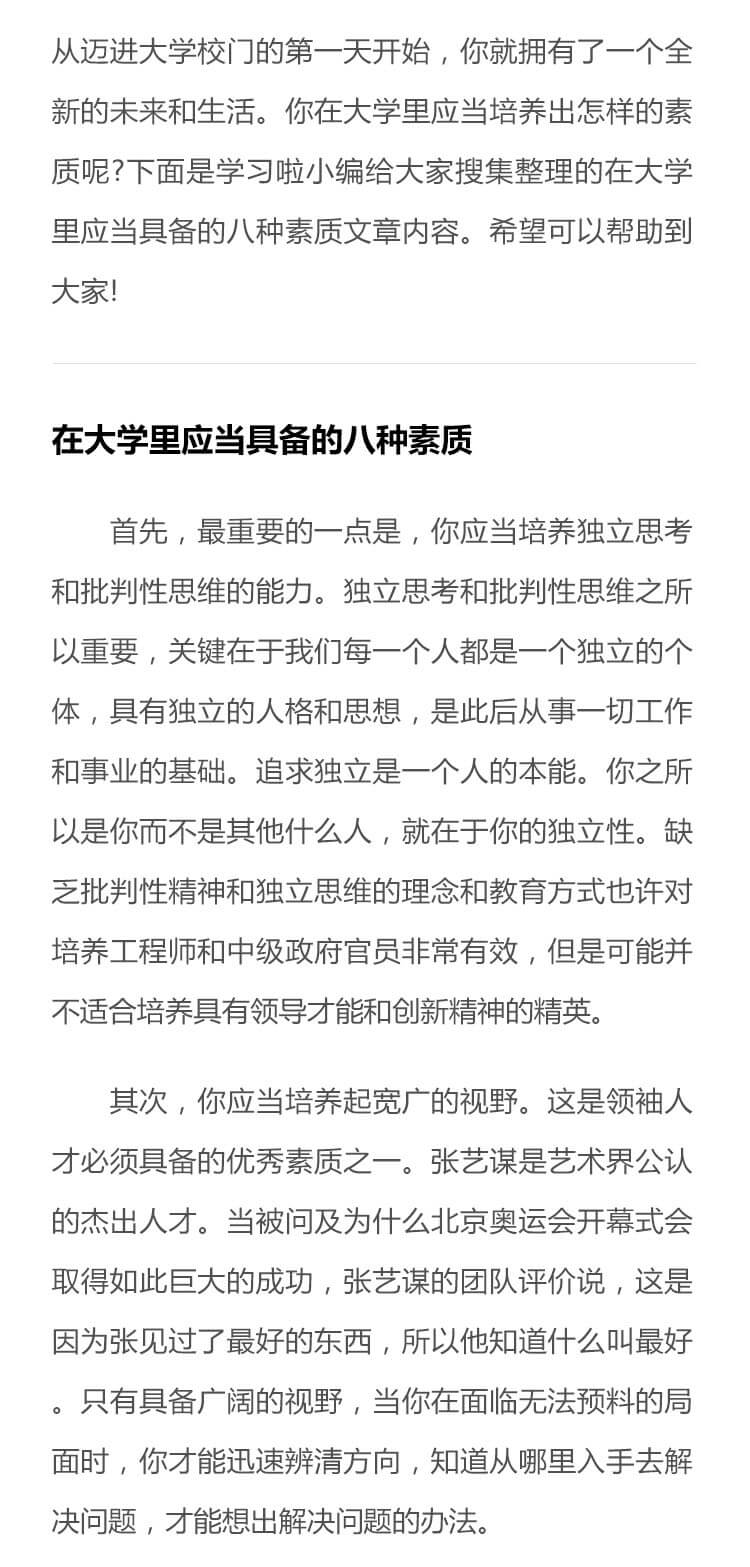 从迈进大学校门的第一天开始，你就拥有了一个全
新的未来和生活。你在大学里应当培养出怎样的素
质呢?下面是学习啦小编给大家搜集整理的在大学
里应当具备的八种素质文章内容。希望可以帮助到
大家!
在大学里应当具备的八种素质
首先，最重要的一点是，你应当培养独立思考
和批判性思维的能力。独立思考和批判性思维之所
以重要，关键在于我们每一个人都是一个独立的个
体，具有独立的人格和思想，是此后从事一切工作
和事业的基础。追求独立是一个人的本能。你之所
以是你而不是其他什么人，就在于你的独立性。缺
乏批判性精神和独立思维的理念和教育方式也许对
培养工程师和中级政府官员非常有效，但是可能并
不适合培养具有领导才能和创新精神的精英。
其次，你应当培养起宽广的视野。这是领袖人
才必须具备的优秀素质之一。张艺谋是艺术界公认
的杰出人才。当被问及为什么北京奥运会开幕式会
取得如此巨大的成功，张艺谋的团队评价说，这是
因为张见过了最好的东西，所以他知道什么叫最好
。只有具备广阔的视野，当你在面临无法预料的局
面时，你才能迅速辨清方向，知道从哪里入手去解
决问题，才能想出解决问题的办法。